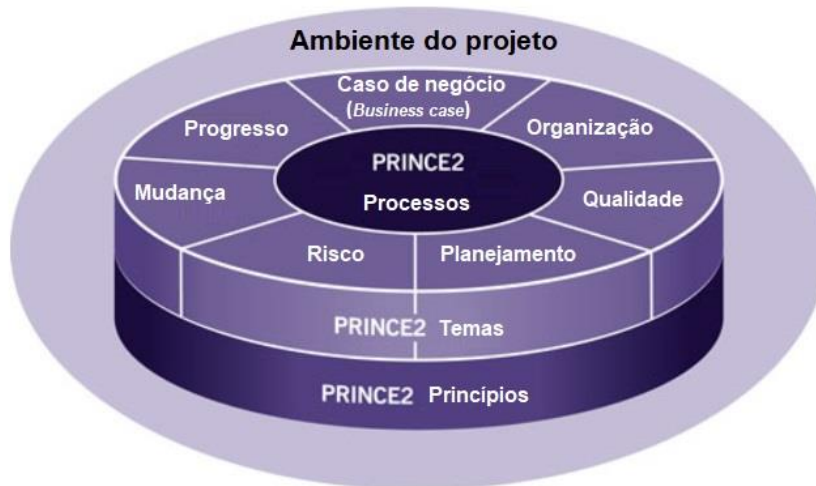 Ambiente do projeto
Caso de negócio
(Business case)
Progresso
Organização
PRINCE2
Processos
Mudança
Qualidade
Risco
Planejamento
PRINCE2 Temas
PRINCE2 Princípios